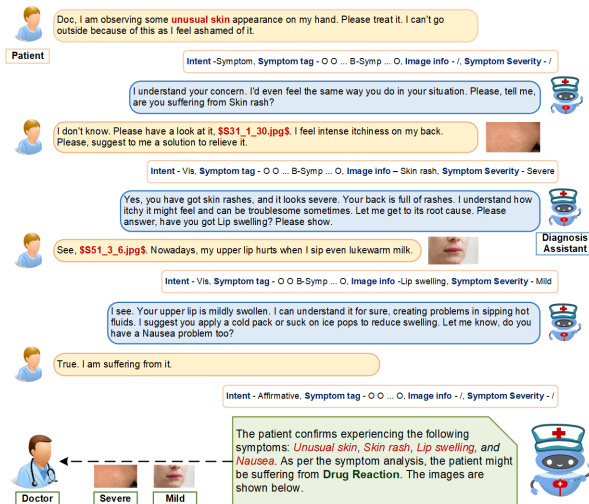 Doc, I am observing some unusual skin appearance on my hand. Please treat it. I can't go
outside because of this as I feel ashamed of it.
Patient
Intent -Symptom, Symptom tag - O O ... B-Symp ... O, Image info - /, Symptom Severity - /
I understand your concern. I'd even feel the same way you do in your situation. Please, tell me,
are you suffering from Skin rash?
I don't know. Please have a look at it, $S31_1_30.jpg$. I feel intense itchiness on my back.
Please, suggest to me a solution to relieve it.
Intent - Vis, Symptom tag - O O ... B-Symp ... O, Image info – Skin rash, Symptom Severity - Severe
Yes, you have got skin rashes, and it looks severe. Your back is full of rashes. I understand how
itchy it might feel and can be troublesome sometimes. Let me get to its root cause. Please
answer, have you got Lip swelling? Please show.
Diagnosis
Assistant
See, $S51_3_6.jpg$. Nowadays, my upper lip hurts when I sip even lukewarm milk.
Intent - Vis, Symptom tag - O O B-Symp ... O, Image info -Lip swelling, Symptom Severity - Mild
I see. Your upper lip is mildly swollen. I can understand it for sure, creating problems in sipping hot
fluids. I suggest you apply a cold pack or suck on ice pops to reduce swelling. Let me know, do you
have a Nausea problem too?
True. I am suffering from it.
Intent - Affirmative, Symptom tag - O O ... O, Image info - /, Symptom Severity - /
The patient confirms experiencing the following
symptoms: Unusual skin, Skin rash, Lip swelling, and
Nausea. As per the symptom analysis, the patient might
be suffering from Drug Reaction. The images are
shown below.
Doctor
Severe
Mild